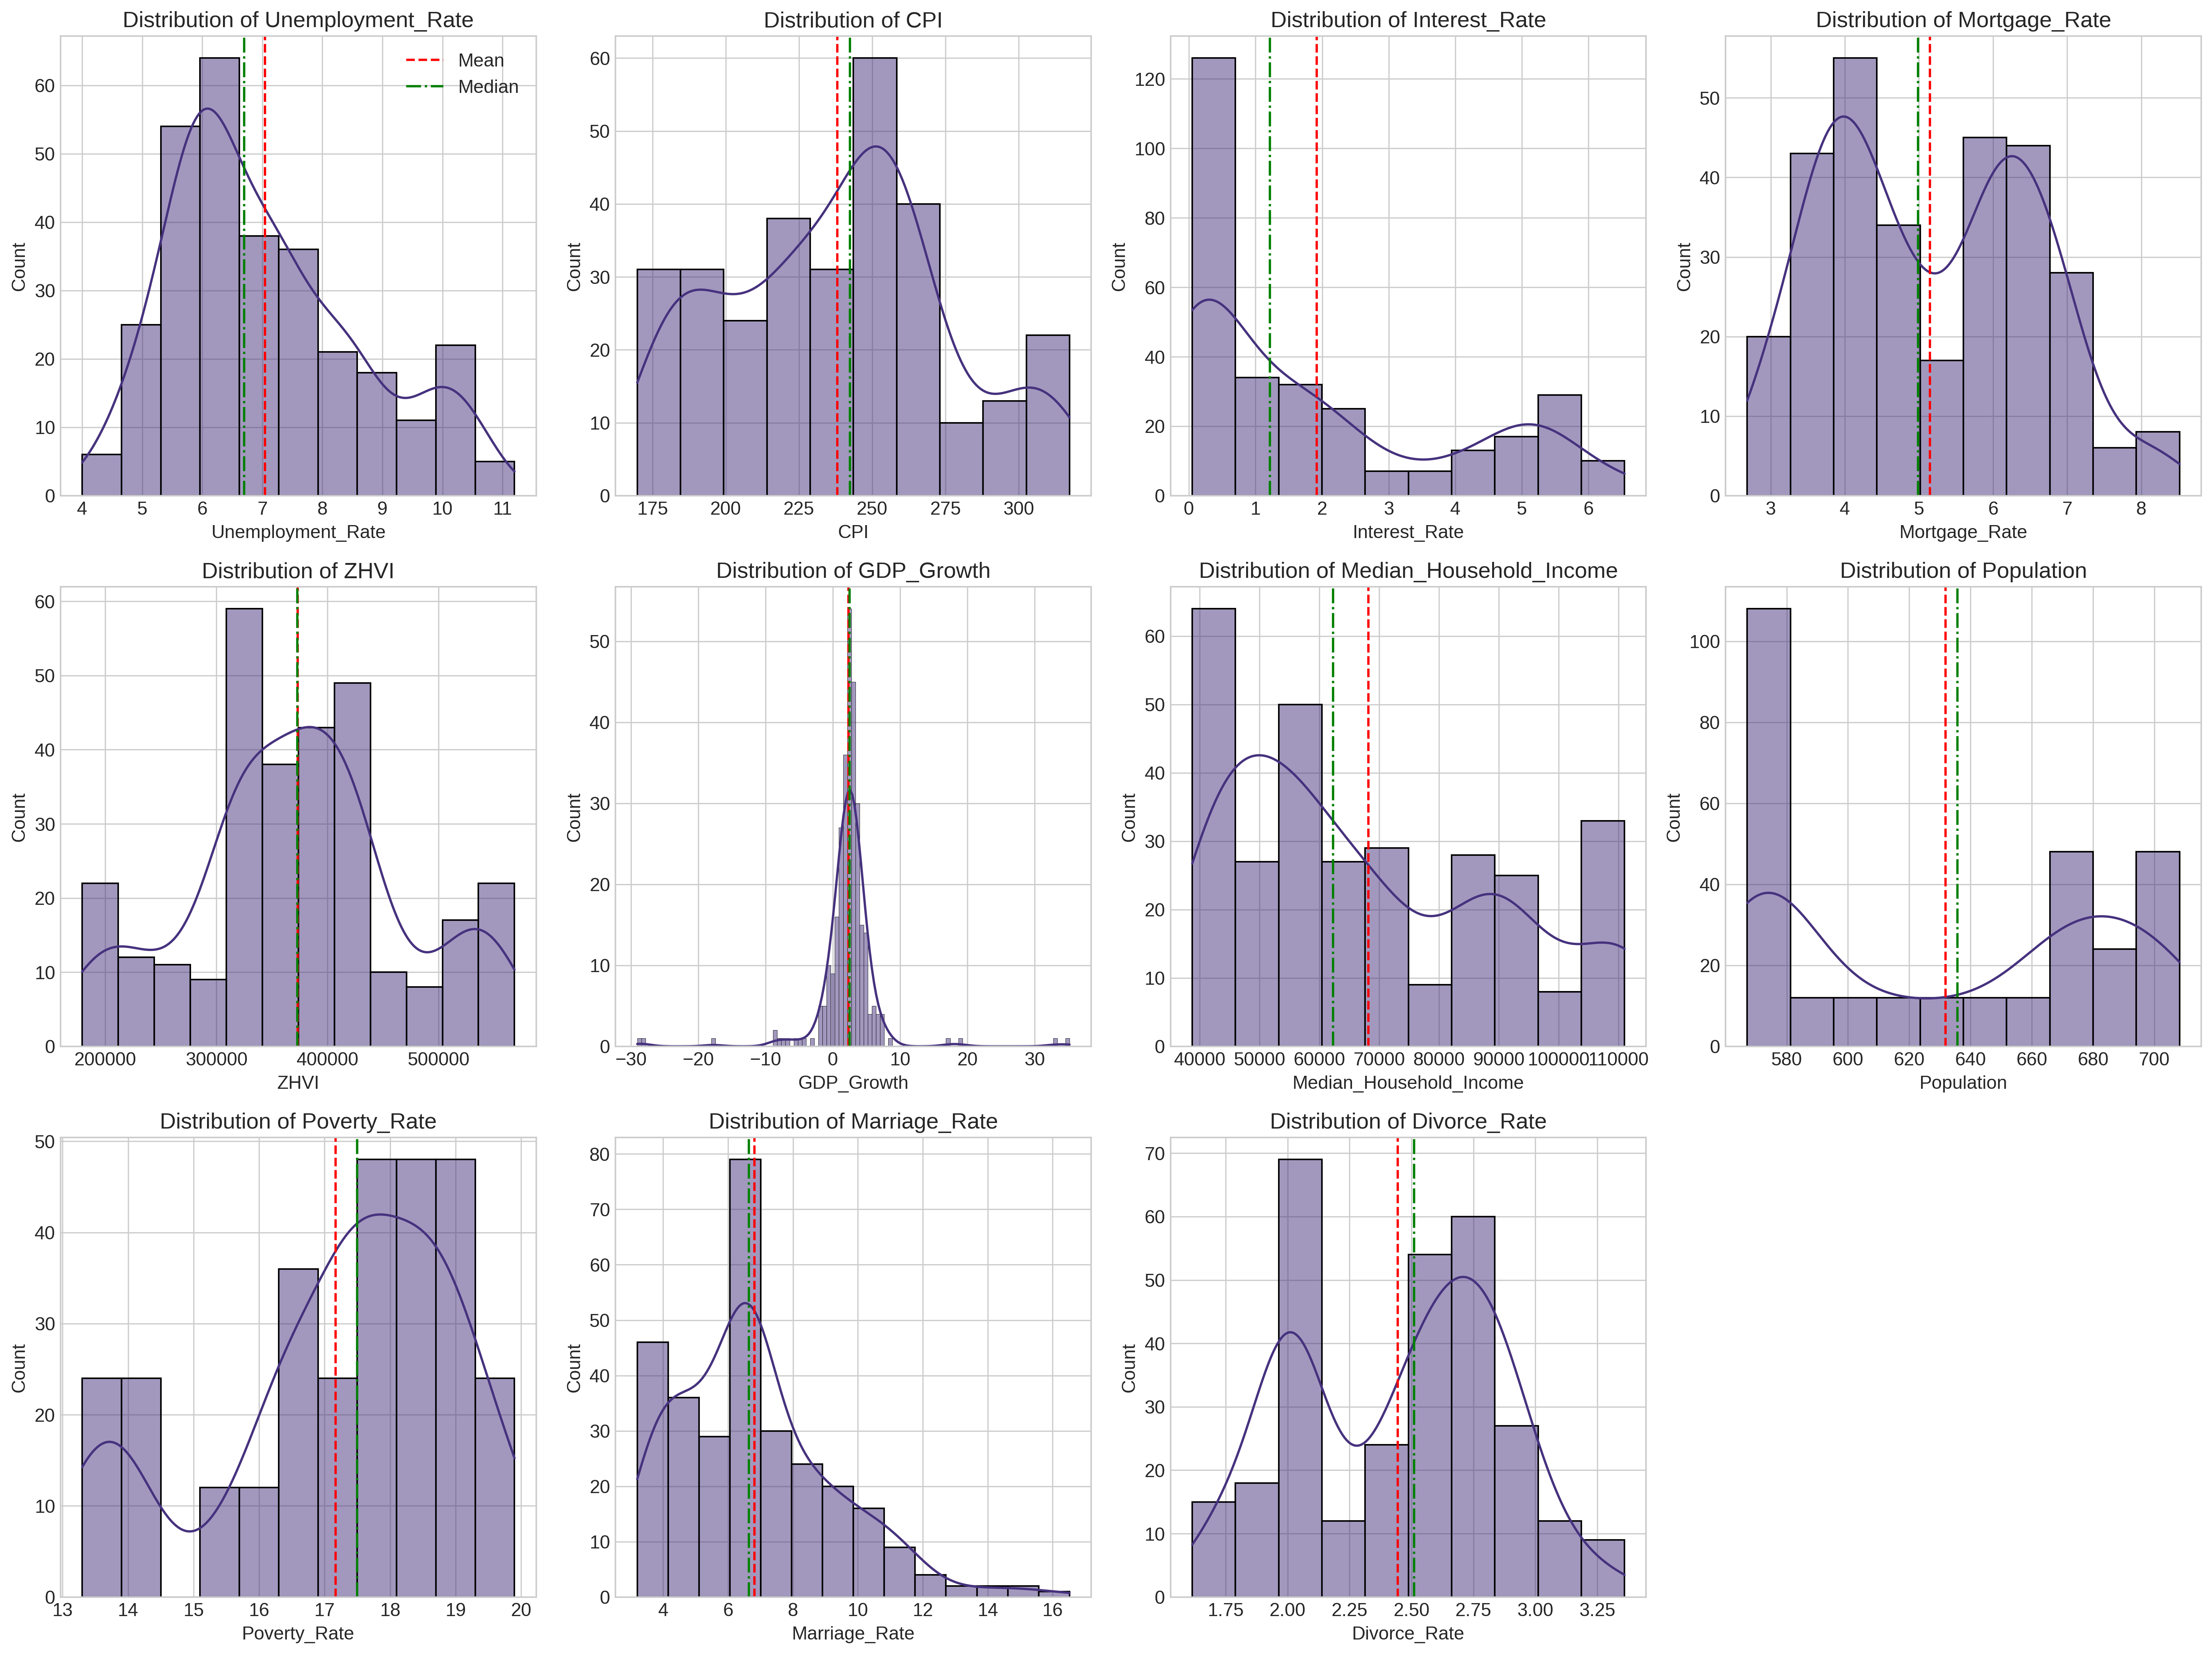 Distribution of Unemployment_Rate
Mean
Median
60
50
40
30
20
10
0
Count
4 5 6 7 8 9 10 11
Unemployment_Rate
Distribution of CPI
60
50
40
30
20
10
0
Count
175 200 225 250 275 300
CPI
Distribution of Interest_Rate
120
100
80
60
40
20
0
Count
0 1 2 3 4 5 6
Interest_Rate
Distribution of Mortgage_Rate
50
40
30
20
10
0
Count
3 4 5 6 7 8
Mortgage_Rate
Distribution of ZHVI
60
50
40
30
20
10
0
Count
200000 300000 400000 500000
ZHVI
Distribution of GDP_Growth
50
40
30
20
10
0
Count
−30 −20 −10 0 10 20 30
GDP_Growth
Distribution of Median_Household_Income
60
50
40
30
20
10
0
Count
40000 50000 60000 70000 80000 90000 100000 110000
Median_Household_Income
Distribution of Population
100
80
60
40
20
0
Count
580 600 620 640 660 680 700
Population
Distribution of Poverty_Rate
50
40
30
20
10
0
Count
13 14 15 16 17 18 19 20
Poverty_Rate
Distribution of Marriage_Rate
80
70
60
50
40
30
20
10
0
Count
4 6 8 10 12 14 16
Marriage_Rate
Distribution of Divorce_Rate
70
60
50
40
30
20
10
0
Count
1.75 2.00 2.25 2.50 2.75 3.00 3.25
Divorce_Rate